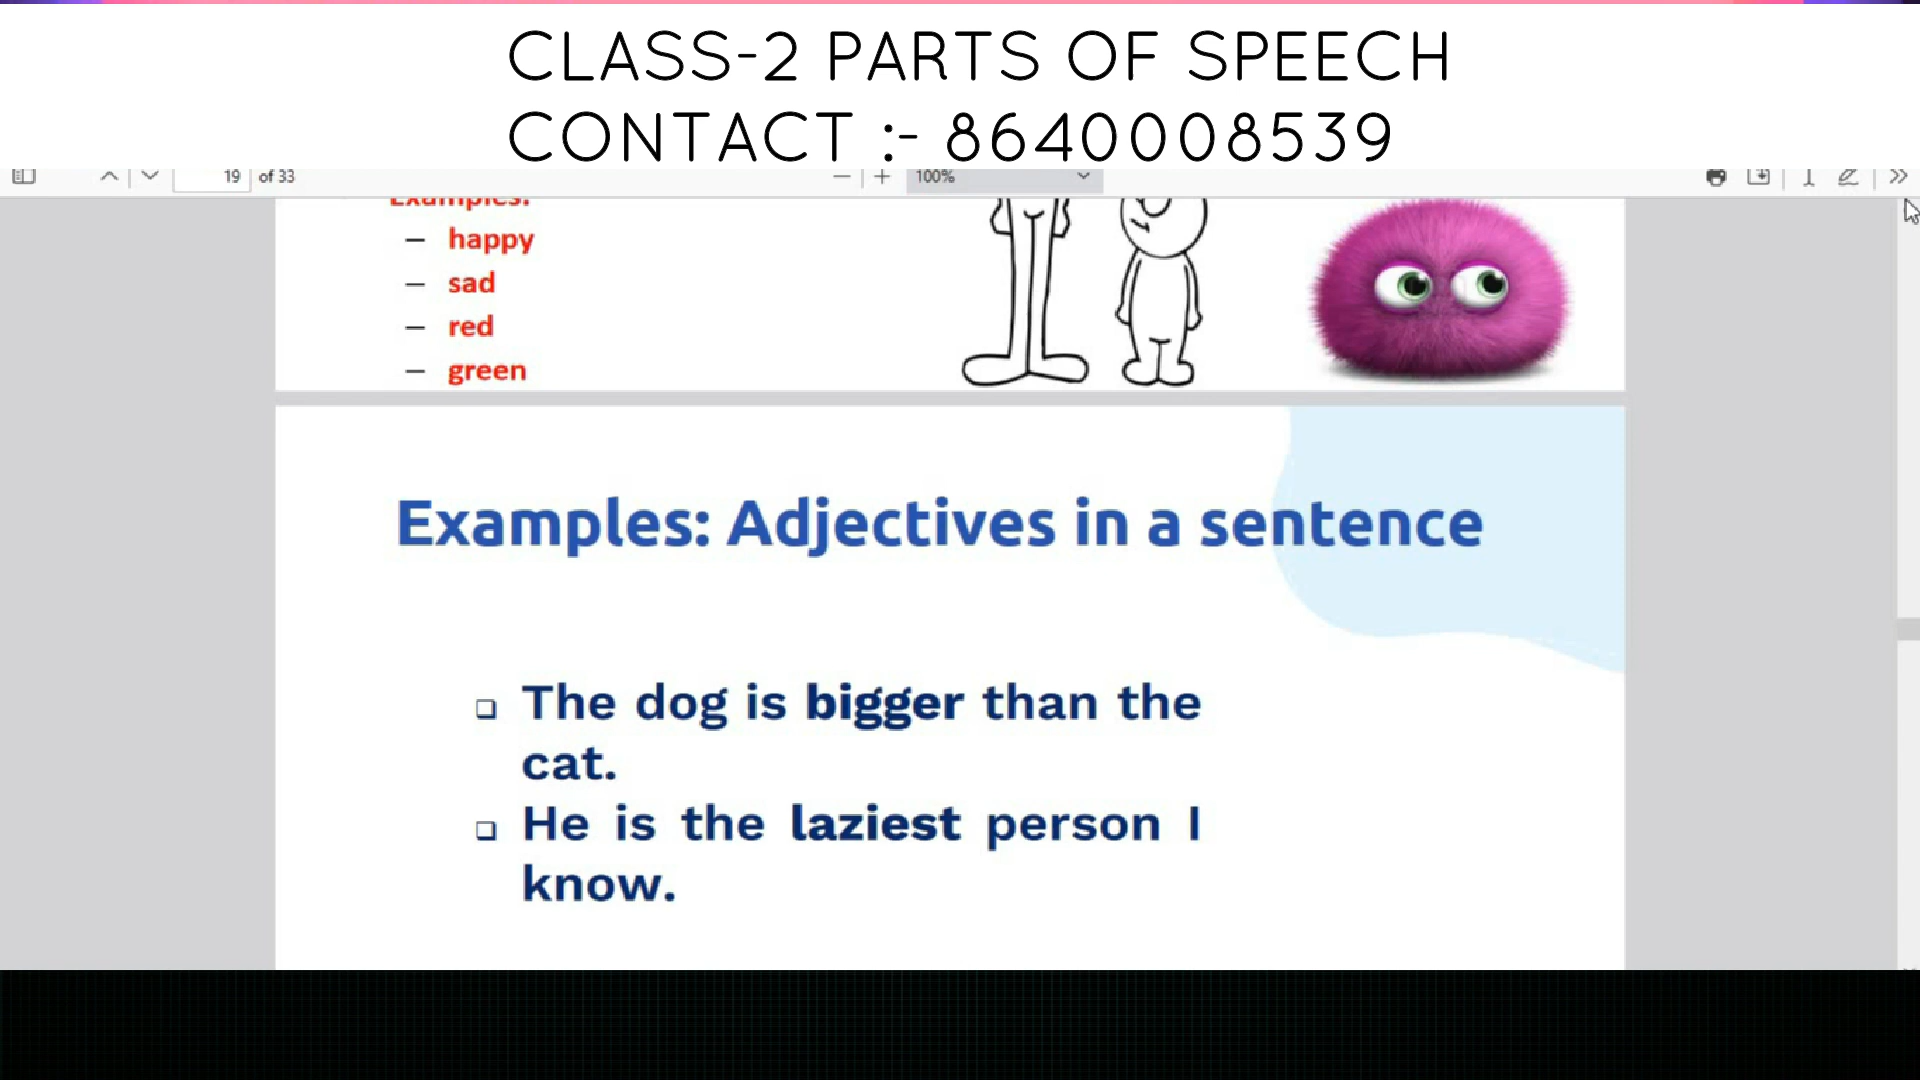 CLASS-2 PARTS OF SPEECH
CONTACT :- 8640008539
19 of 33
100%
Examples:
– happy
– sad
– red
– green
Examples: Adjectives in a sentence
❑ The dog is bigger than the
cat.
❑ He is the laziest person I
know.